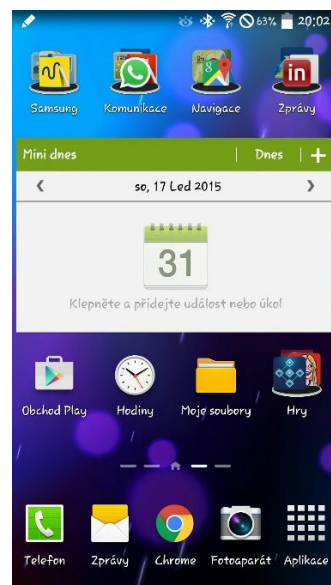 63% 20:02
Samsung Komunikace Navigace Zprávy
Mini dnes Dnes +
so, 17 Led 2015
31
Klepněte a přidejte událost nebo úkol
Obchod Play Hodiny Moje soubory Hry
Telefon Zprávy Chrome Fotoaparát Aplikace